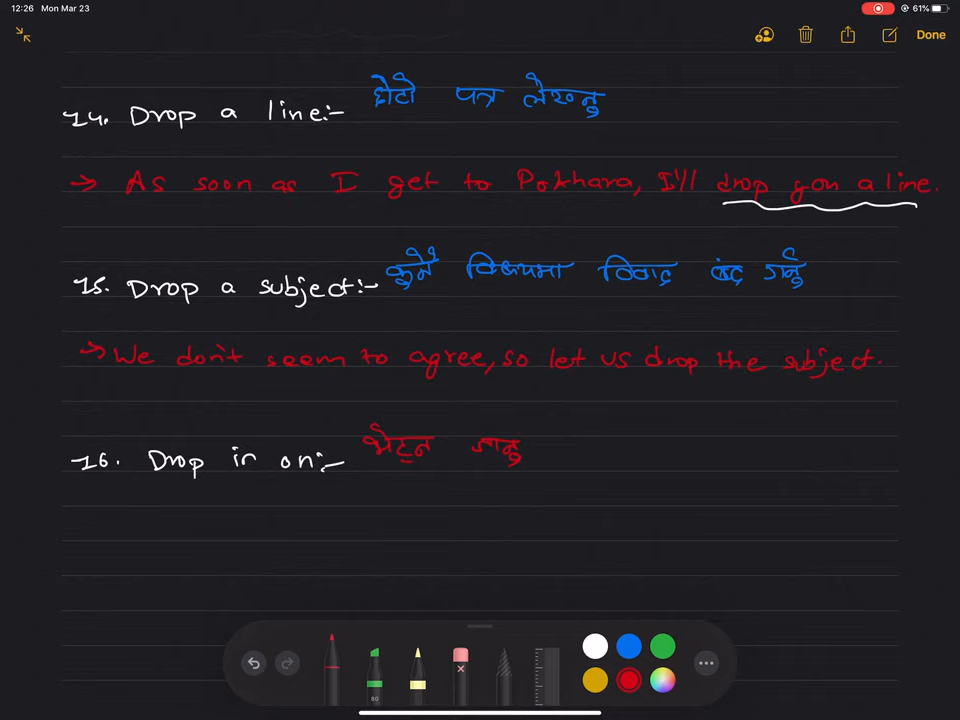 12:26 Mon Mar 23 61%
Done
14. Drop a line:- छोटो पत्र लेख्नु
→ As soon as I get to Pokhara, I'll drop you a line.
15. Drop a subject:- कुनै विषयमा विवाद बंद गर्नु
→ We don't seem to agree, so let us drop the subject.
16. Drop in on:- भेट्न जानु
80